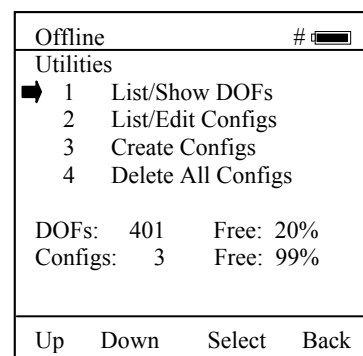 Offline #
Utilities
1 List/Show DOFs
2 List/Edit Configs
3 Create Configs
4 Delete All Configs
DOFs: 401 Free: 20%
Configs: 3 Free: 99%
Up Down Select Back